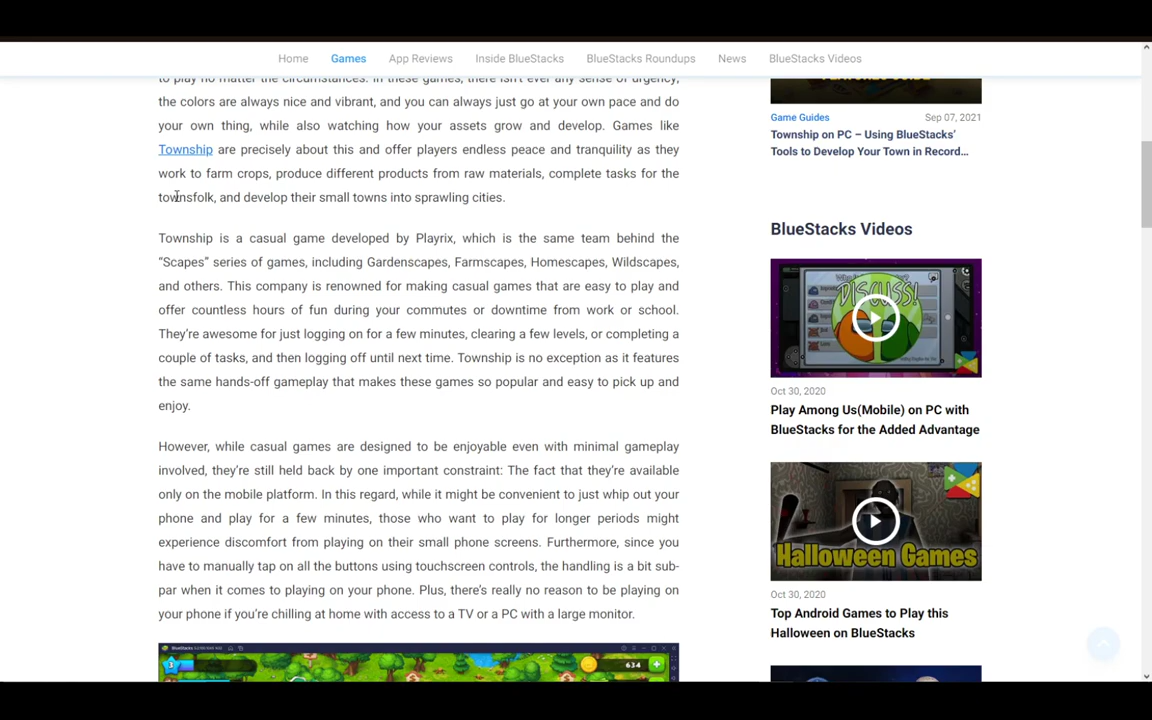 Home Games App Reviews Inside BlueStacks BlueStacks Roundups News BlueStacks Videos
to play no matter the circumstances. In these games, there isn't ever any sense of urgency,
the colors are always nice and vibrant, and you can always just go at your own pace and do
your own thing, while also watching how your assets grow and develop. Games like
Township are precisely about this and offer players endless peace and tranquility as they
work to farm crops, produce different products from raw materials, complete tasks for the
townsfolk, and develop their small towns into sprawling cities.
Township is a casual game developed by Playrix, which is the same team behind the
“Scapes” series of games, including Gardenscapes, Farmscapes, Homescapes, Wildscapes,
and others. This company is renowned for making casual games that are easy to play and
offer countless hours of fun during your commutes or downtime from work or school.
They’re awesome for just logging on for a few minutes, clearing a few levels, or completing a
couple of tasks, and then logging off until next time. Township is no exception as it features
the same hands-off gameplay that makes these games so popular and easy to pick up and
enjoy.
However, while casual games are designed to be enjoyable even with minimal gameplay
involved, they’re still held back by one important constraint: The fact that they’re available
only on the mobile platform. In this regard, while it might be convenient to just whip out your
phone and play for a few minutes, those who want to play for longer periods might
experience discomfort from playing on their small phone screens. Furthermore, since you
have to manually tap on all the buttons using touchscreen controls, the handling is a bit sub-
par when it comes to playing on your phone. Plus, there’s really no reason to be playing on
your phone if you’re chilling at home with access to a TV or a PC with a large monitor.
BlueStacks
3
634
Game Guides Sep 07, 2021
Township on PC – Using BlueStacks’
Tools to Develop Your Town in Record…
BlueStacks Videos
DISCUSS!
Oct 30, 2020
Play Among Us(Mobile) on PC with
BlueStacks for the Added Advantage
Halloween Games
Oct 30, 2020
Top Android Games to Play this
Halloween on BlueStacks